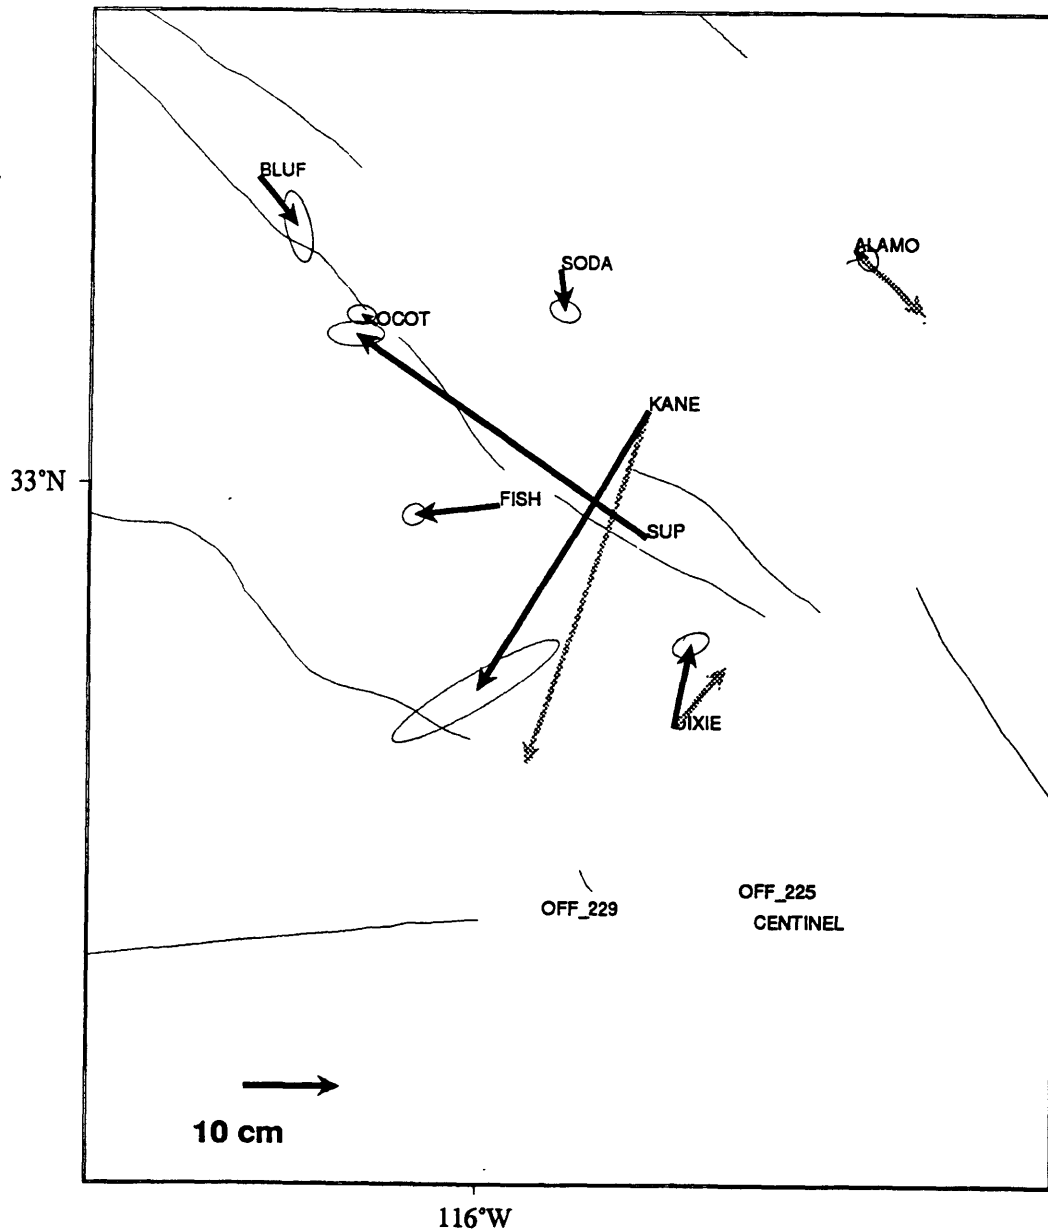 BLUF
ALAMO
SODA
OCOT
KANE
33°N
FISH
SUP
DIXIE
OFF_225
OFF_229
CENTINEL
10 cm
116°W